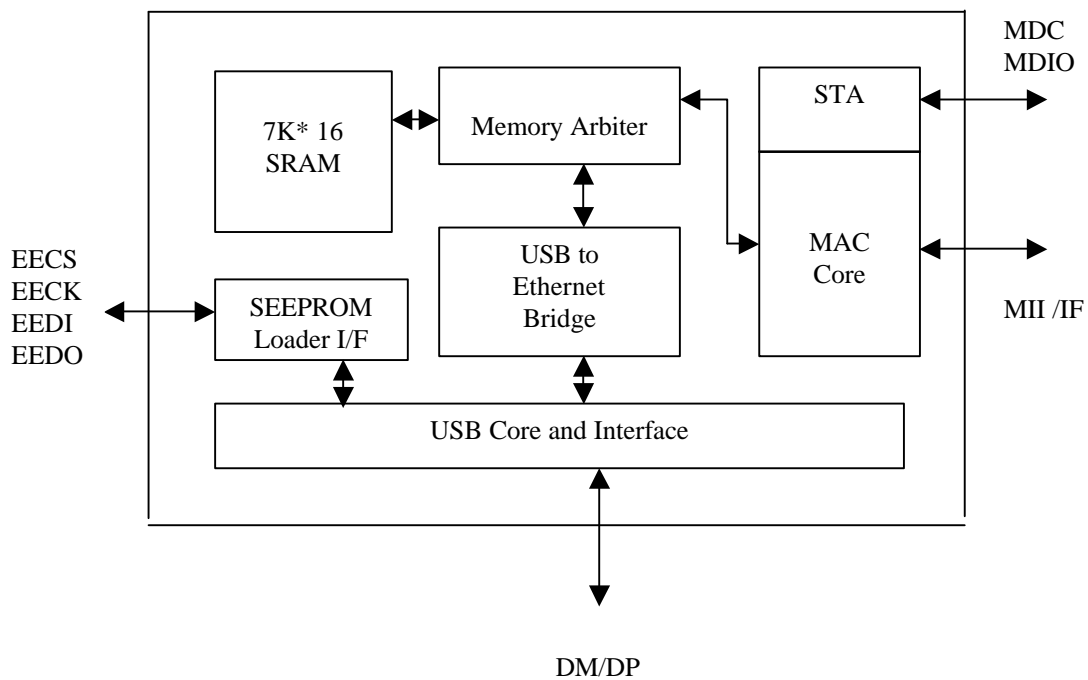 MDC
MDIO
STA
7K* 16
SRAM
Memory Arbiter
MAC
Core
USB to
Ethernet
Bridge
EECS
EECK
EEDI
EEDO
SEEPROM
Loader I/F
MII /IF
USB Core and Interface
DM/DP